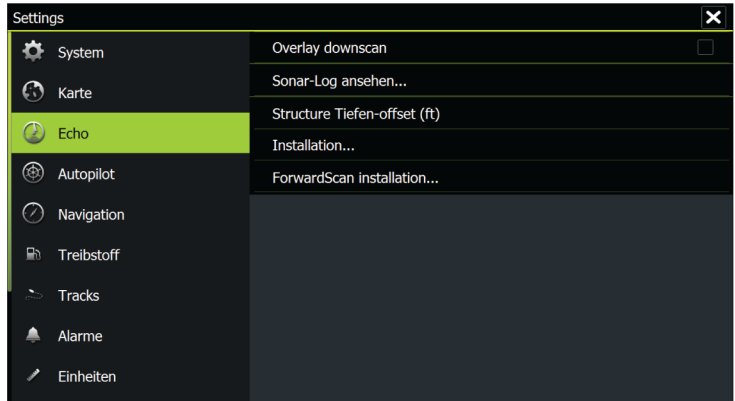 Settings
System
Karte
Echo
Autopilot
Navigation
Treibstoff
Tracks
Alarme
Einheiten
Overlay downscan
Sonar-Log ansehen...
Structure Tiefen-offset (ft)
Installation...
ForwardScan installation...